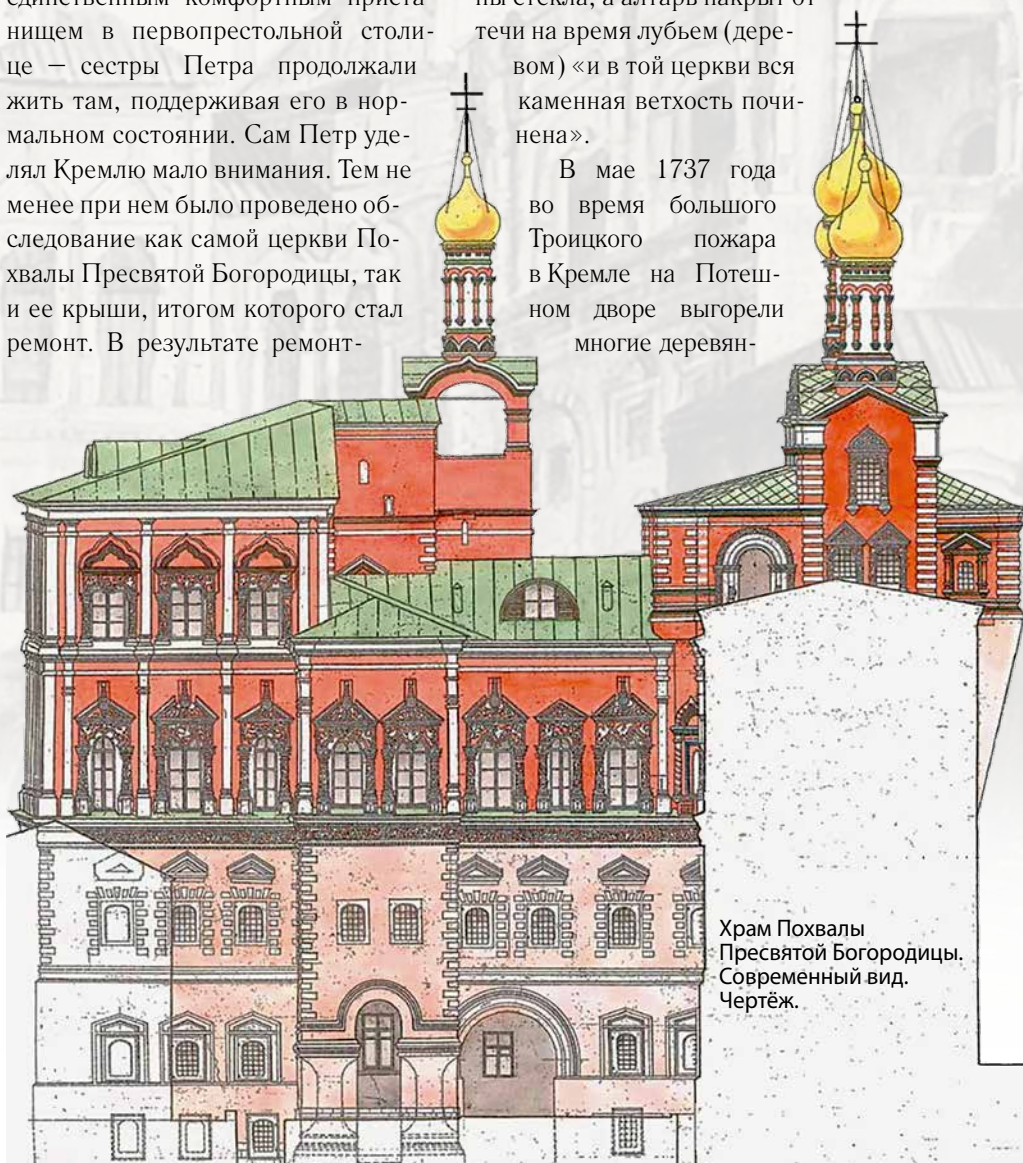 единственным комфортным приста-
нищем в первопрестольной столи-
це — сестры Петра продолжали
жить там, поддерживая его в нор-
мальном состоянии. Сам Петр уде-
лял Кремлю мало внимания. Тем не
менее при нем было проведено об-
следование как самой церкви По-
хвалы Пресвятой Богородицы, так
и ее крыши, итогом которого стал
ремонт. В результате ремонт-
ны стекла, а алтарь накрыт от
течи на время лубьем (дере-
вом) «и в той церкви вся
каменная ветхость почи-
нена».
В мае 1737 года
во время большого
Троицкого пожара
в Кремле на Потеш-
ном дворе выгорели
многие деревян-
Храм Похвалы
Пресвятой Богородицы.
Современный вид.
Чертёж.